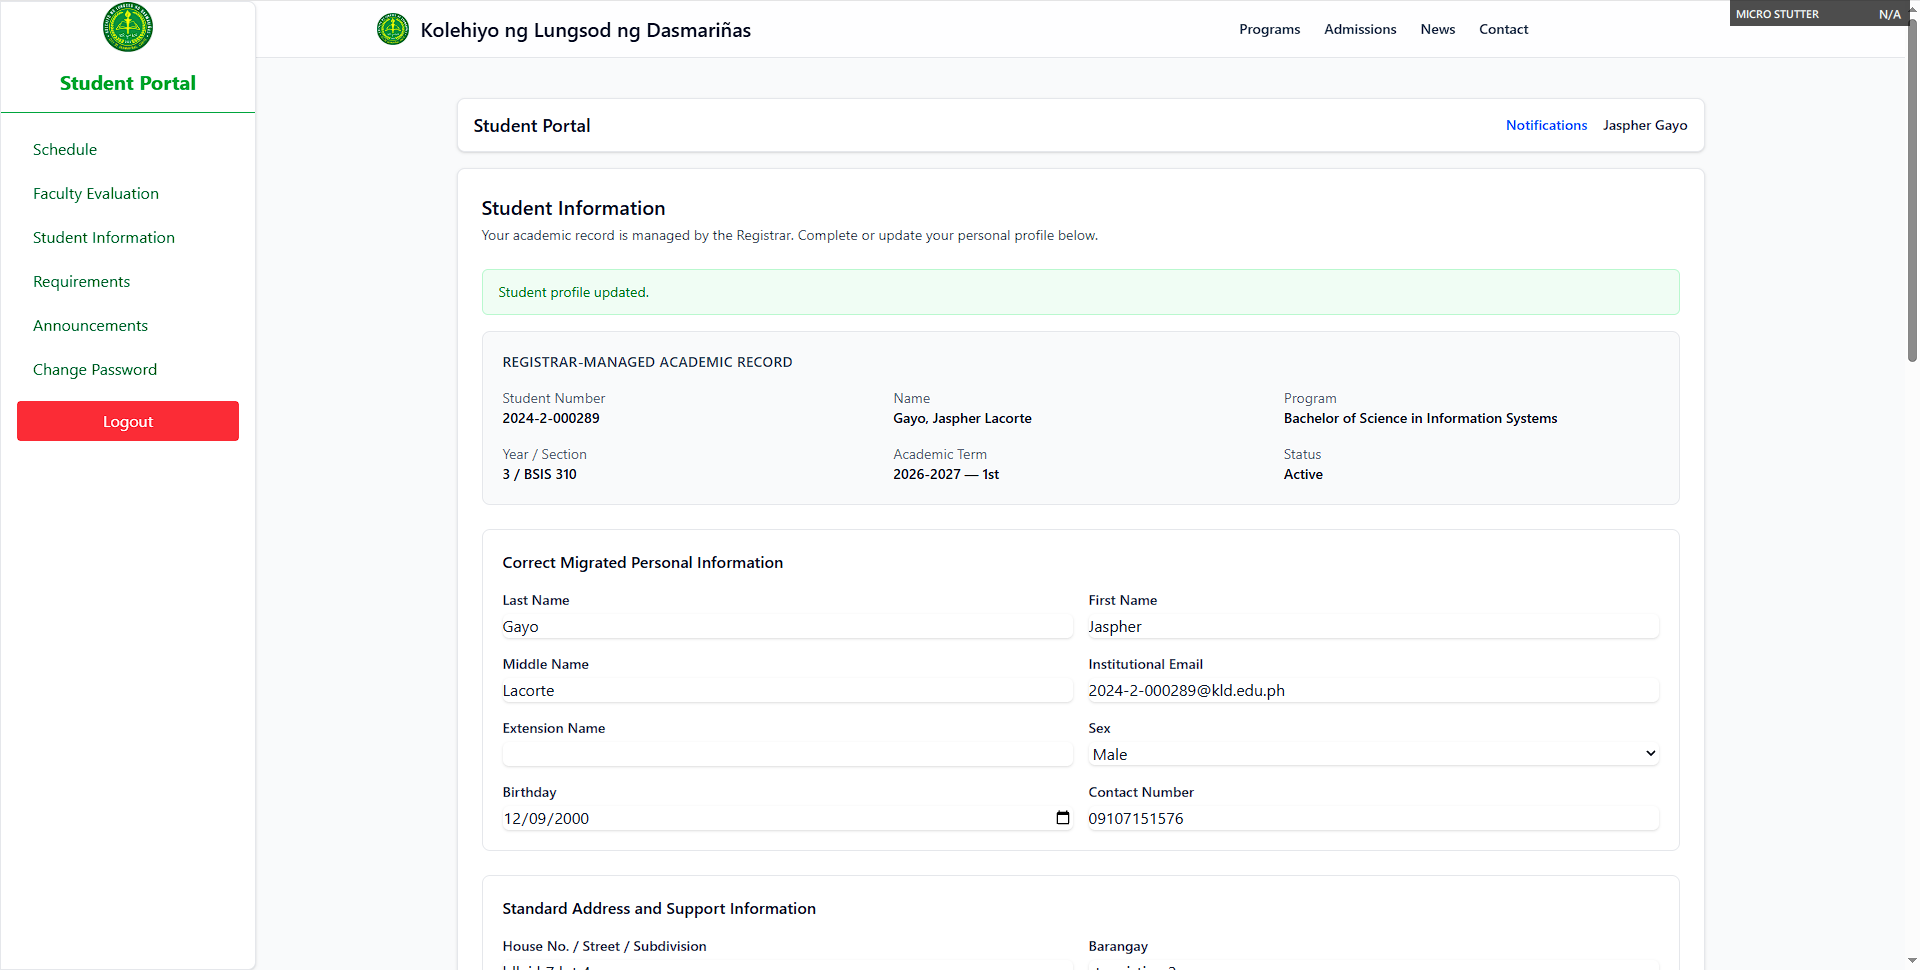 Student Portal
Schedule
Faculty Evaluation
Student Information
Requirements
Announcements
Change Password
Logout
Kolehiyo ng Lungsod ng Dasmariñas
Programs Admissions News Contact
MICRO STUTTER N/A
Student Portal
Notifications Jaspher Gayo
Student Information
Your academic record is managed by the Registrar. Complete or update your personal profile below.
Student profile updated.
REGISTRAR-MANAGED ACADEMIC RECORD
Student Number Name Program
2024-2-000289 Gayo, Jaspher Lacorte Bachelor of Science in Information Systems
Year / Section Academic Term Status
3 / BSIS 310 2026-2027 — 1st Active
Correct Migrated Personal Information
Last Name First Name
Gayo Jaspher
Middle Name Institutional Email
Lacorte 2024-2-000289@kld.edu.ph
Extension Name Sex
Male
Birthday Contact Number
12/09/2000 09107151576
Standard Address and Support Information
House No. / Street / Subdivision Barangay